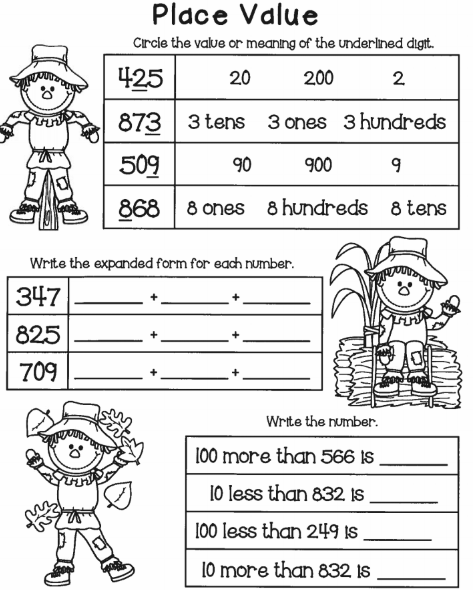 Place Value
Circle the value or meaning of the underlined digit.
425 20 200 2
873 3 tens 3 ones 3 hundreds
509 90 900 9
868 8 ones 8 hundreds 8 tens
Write the expanded form for each number.
347 ______ + ______ + ______
825 ______ + ______ + ______
709 ______ + ______ + ______
Write the number.
100 more than 566 is ______
10 less than 832 is ______
100 less than 249 is ______
10 more than 832 is ______